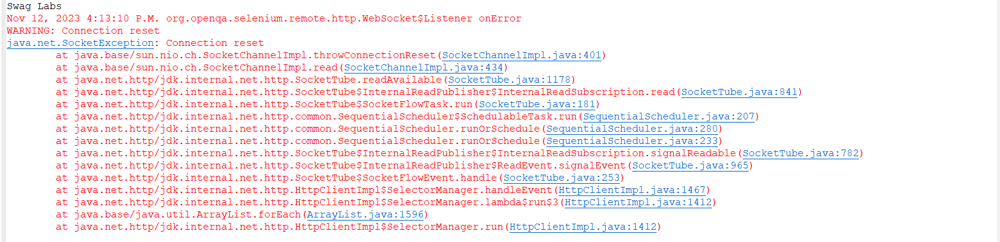 Swag Labs
Nov 12, 2023 4:13:10 P.M. org.openqa.selenium.remote.http.WebSocket$Listener onError
WARNING: Connection reset
java.net.SocketException: Connection reset
at java.base/sun.nio.ch.SocketChannelImpl.throwConnectionReset(SocketChannelImpl.java:401)
at java.base/sun.nio.ch.SocketChannelImpl.read(SocketChannelImpl.java:434)
at java.net.http/jdk.internal.net.http.SocketTube.readAvailable(SocketTube.java:1178)
at java.net.http/jdk.internal.net.http.SocketTube$InternalReadPublisher$InternalReadSubscription.read(SocketTube.java:841)
at java.net.http/jdk.internal.net.http.SocketTube$SocketFlowTask.run(SocketTube.java:181)
at java.net.http/jdk.internal.net.http.common.SequentialScheduler$SchedulableTask.run(SequentialScheduler.java:207)
at java.net.http/jdk.internal.net.http.common.SequentialScheduler.runOrSchedule(SequentialScheduler.java:280)
at java.net.http/jdk.internal.net.http.common.SequentialScheduler.runOrSchedule(SequentialScheduler.java:233)
at java.net.http/jdk.internal.net.http.SocketTube$InternalReadPublisher$InternalReadSubscription.signalReadable(SocketTube.java:782)
at java.net.http/jdk.internal.net.http.SocketTube$InternalReadPublisher$ReadEvent.signalEvent(SocketTube.java:965)
at java.net.http/jdk.internal.net.http.SocketTube$SocketFlowEvent.handle(SocketTube.java:253)
at java.net.http/jdk.internal.net.http.HttpClientImpl$SelectorManager.handleEvent(HttpClientImpl.java:1467)
at java.net.http/jdk.internal.net.http.HttpClientImpl$SelectorManager.lambda$run$3(HttpClientImpl.java:1412)
at java.base/java.util.ArrayList.forEach(ArrayList.java:1596)
at java.net.http/jdk.internal.net.http.HttpClientImpl$SelectorManager.run(HttpClientImpl.java:1412)